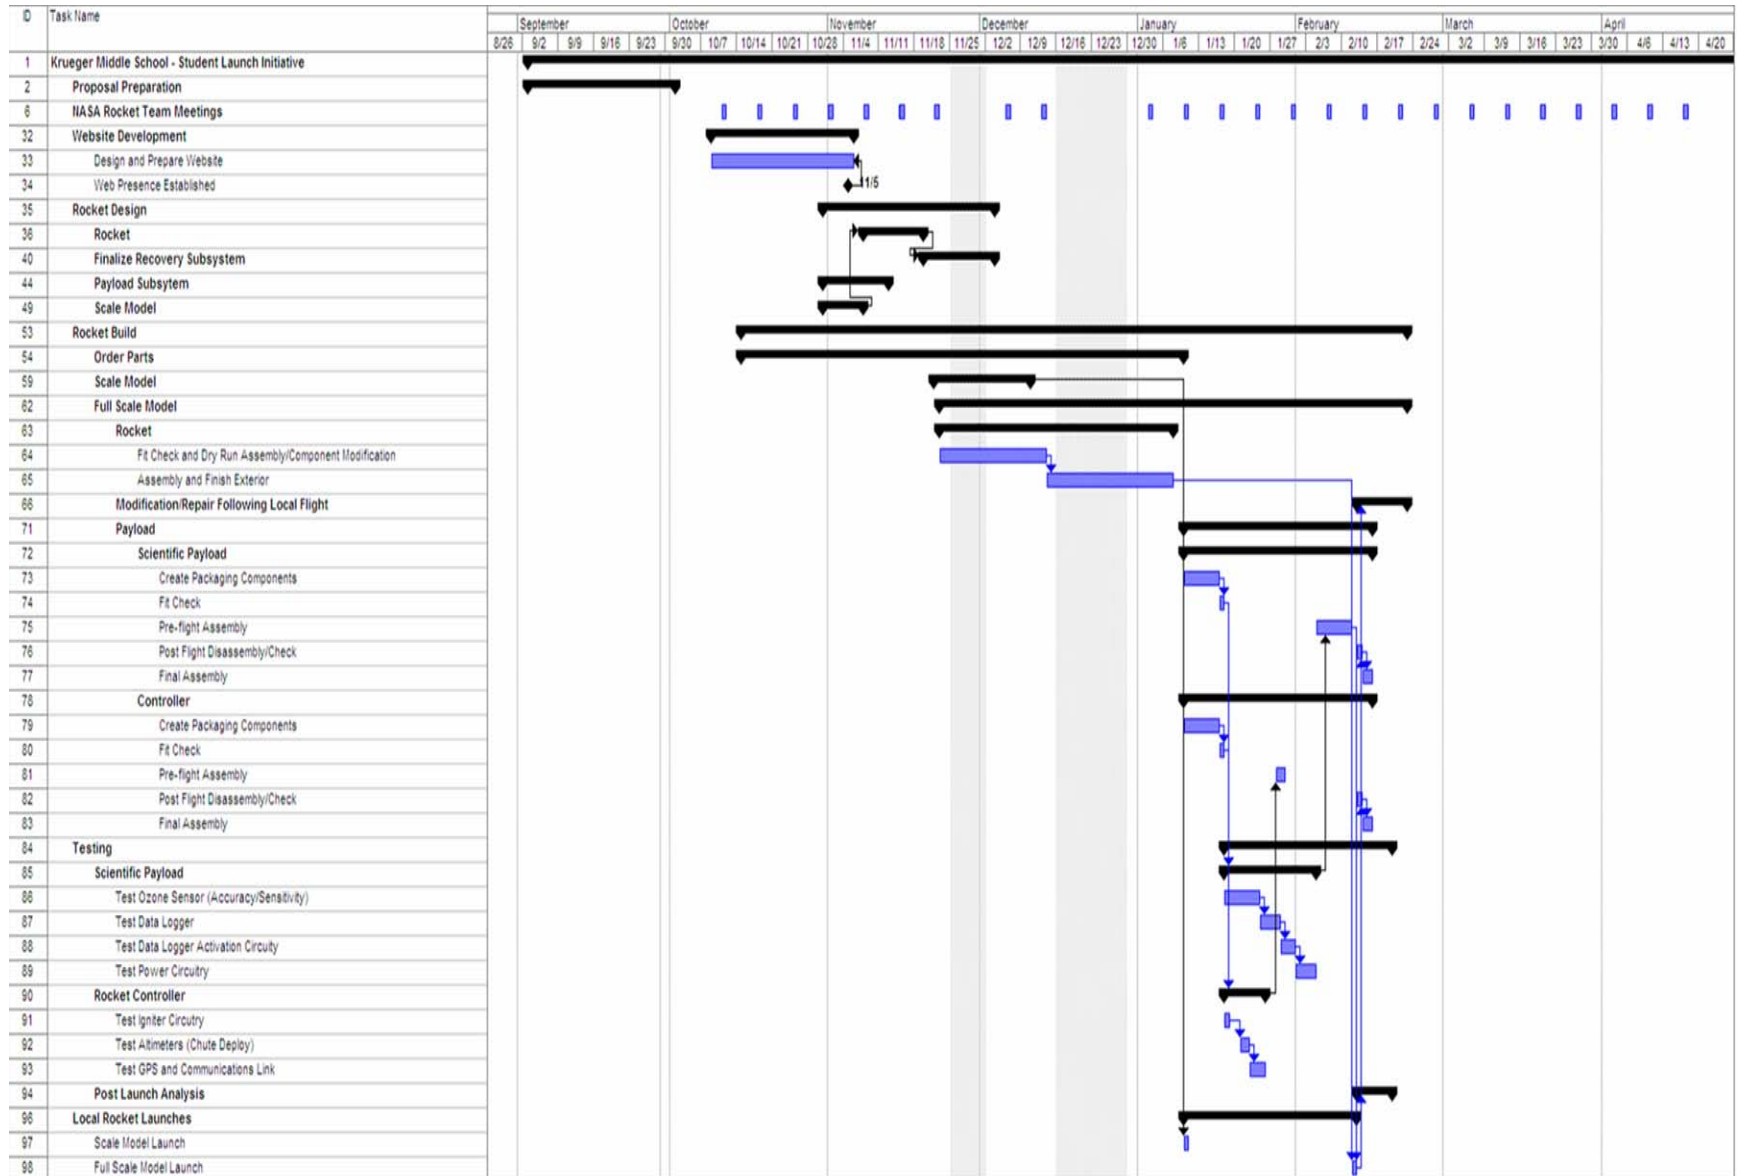 ID Task Name September October November December January February March April
8/26 9/2 9/9 9/16 9/23 9/30 10/7 10/14 10/21 10/28 11/4 11/11 11/18 11/25 12/2 12/9 12/16 12/23 12/30 1/6 1/13 1/20 1/27 2/3 2/10 2/17 2/24 3/2 3/9 3/16 3/23 3/30 4/6 4/13 4/20
1 Krueger Middle School - Student Launch Initiative
2 Proposal Preparation
6 NASA Rocket Team Meetings
32 Website Development
33 Design and Prepare Website
34 Web Presence Established 11/5
35 Rocket Design
36 Rocket
40 Finalize Recovery Subsystem
44 Payload Subsytem
49 Scale Model
53 Rocket Build
54 Order Parts
59 Scale Model
62 Full Scale Model
63 Rocket
64 Fit Check and Dry Run Assembly/Component Modification
65 Assembly and Finish Exterior
66 Modification/Repair Following Local Flight
71 Payload
72 Scientific Payload
73 Create Packaging Components
74 Fit Check
75 Pre-flight Assembly
76 Post Flight Disassembly/Check
77 Final Assembly
78 Controller
79 Create Packaging Components
80 Fit Check
81 Pre-flight Assembly
82 Post Flight Disassembly/Check
83 Final Assembly
84 Testing
85 Scientific Payload
86 Test Ozone Sensor (Accuracy/Sensitivity)
87 Test Data Logger
88 Test Data Logger Activation Circuity
89 Test Power Circuitry
90 Rocket Controller
91 Test Igniter Circutry
92 Test Altimeters (Chute Deploy)
93 Test GPS and Communications Link
94 Post Launch Analysis
96 Local Rocket Launches
97 Scale Model Launch
98 Full Scale Model Launch